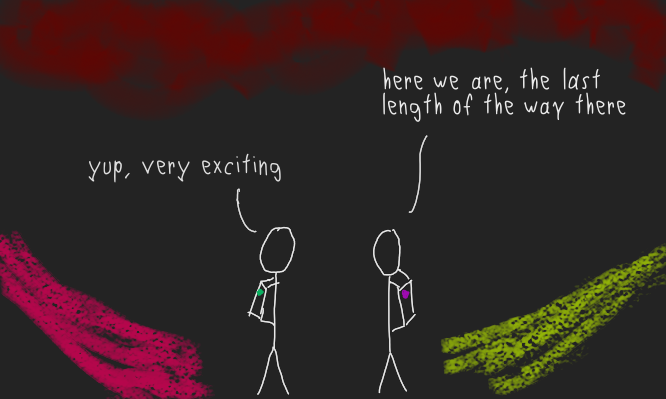 here we are, the last
length of the way there
yup, very exciting